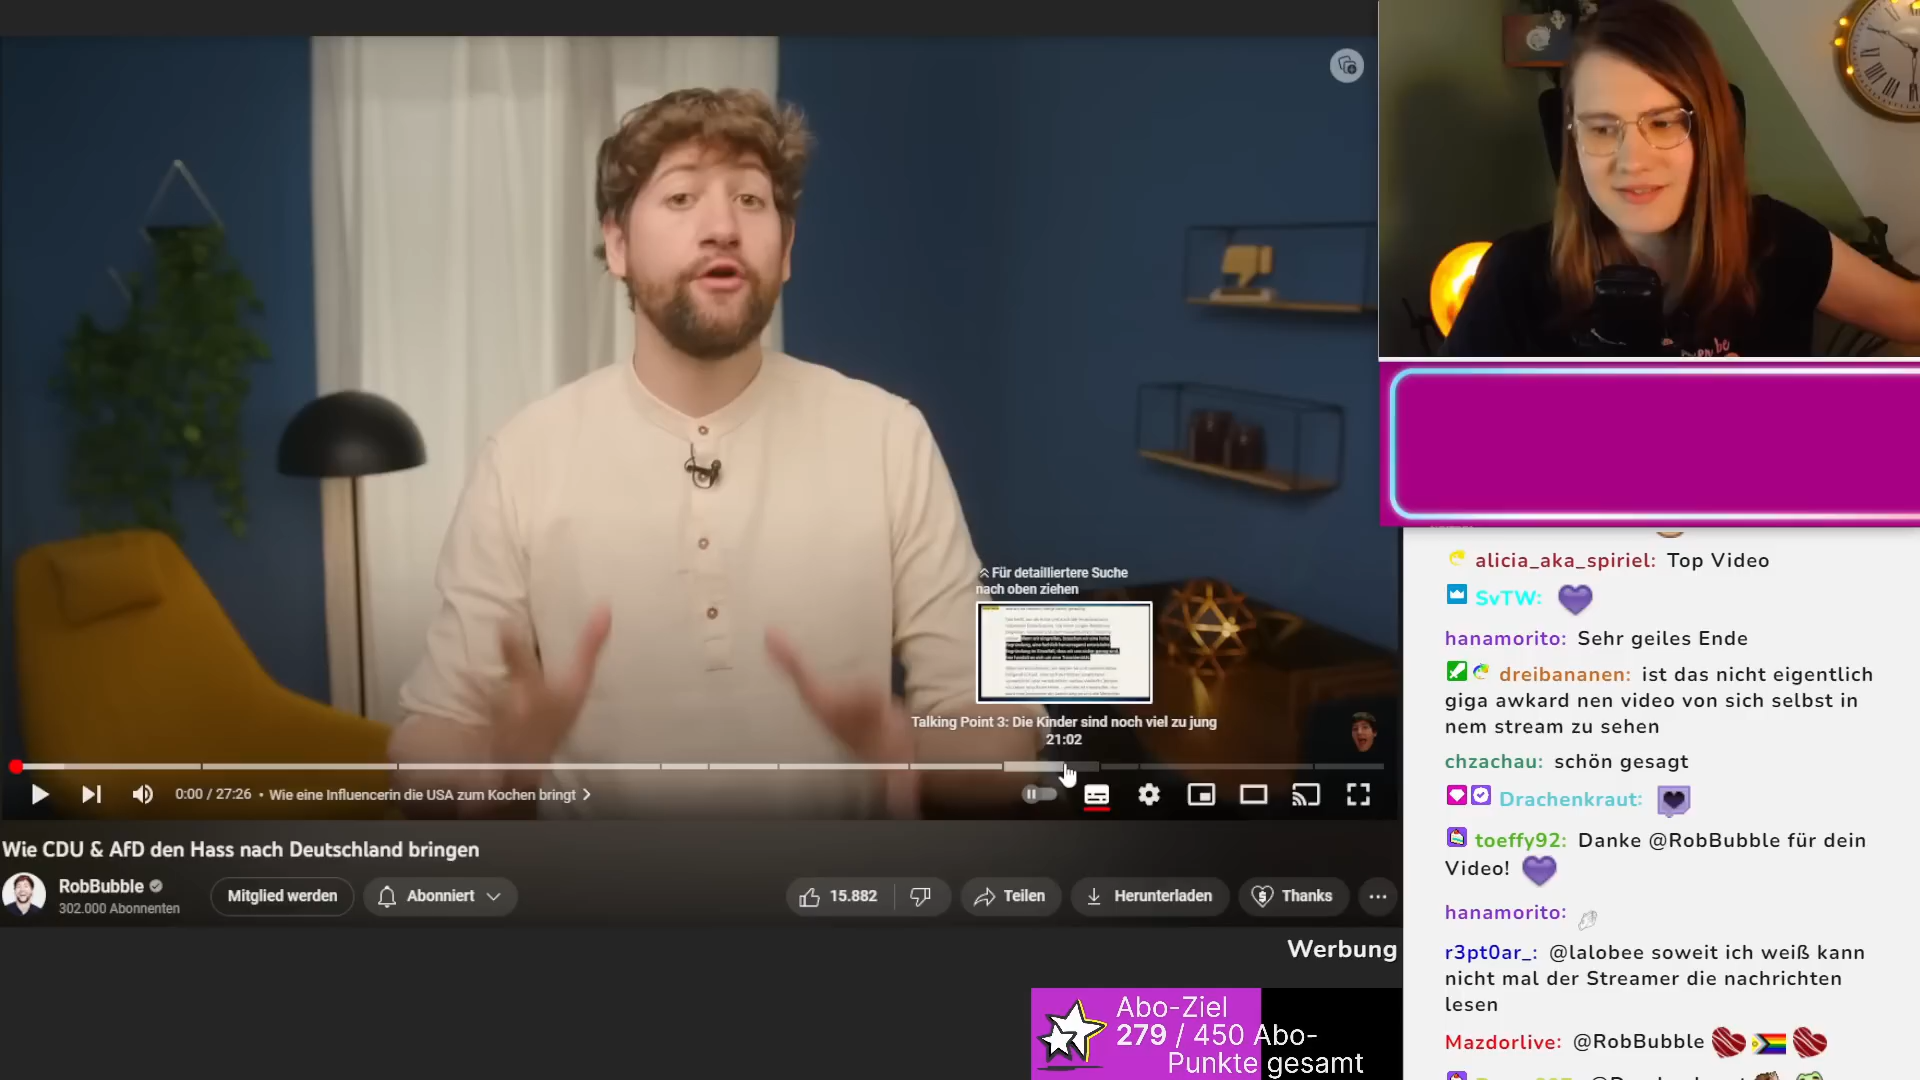 Für detailliertere Suche
nach oben ziehen
Talking Point 3: Die Kinder sind noch viel zu jung
21:02
0:00 / 27:26 • Wie eine Influencerin die USA zum Kochen bringt
Wie CDU & AfD den Hass nach Deutschland bringen
RobBubble
302.000 Abonnenten
Mitglied werden
Abonniert
15.882
Teilen
Herunterladen
Thanks
Werbung
Abo-Ziel
279 / 450 Abo-
Punkte gesamt
alicia_aka_spiriel: Top Video
SvTW:
hanamorito: Sehr geiles Ende
dreibananen: ist das nicht eigentlich
giga awkard nen video von sich selbst in
nem stream zu sehen
chzachau: schön gesagt
Drachenkraut:
toeffy92: Danke @RobBubble für dein
Video!
hanamorito:
r3pt0ar_: @lalobee soweit ich weiß kann
nicht mal der Streamer die nachrichten
lesen
Mazdorlive: @RobBubble